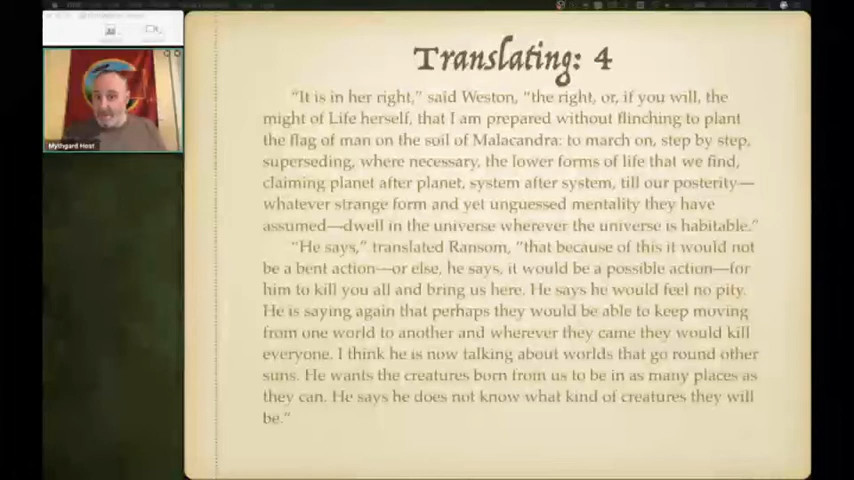 Translating: 4
“It is in her right,” said Weston, “the right, or, if you will, the
might of Life herself, that I am prepared without flinching to plant
the flag of man on the soil of Malacandra: to march on, step by step,
superseding, where necessary, the lower forms of life that we find,
claiming planet after planet, system after system, till our posterity—
whatever strange form and yet unguessed mentality they have
assumed—dwell in the universe wherever the universe is habitable.”
“He says,” translated Ransom, “that because of this it would not
be a bent action—or else, he says, it would be a possible action—for
him to kill you all and bring us here. He says he would feel no pity.
He is saying again that perhaps they would be able to keep moving
from one world to another and wherever they came they would kill
everyone. I think he is now talking about worlds that go round other
suns. He wants the creatures born from us to be in as many places as
they can. He says he does not know what kind of creatures they will
be.”
Mythgard Host